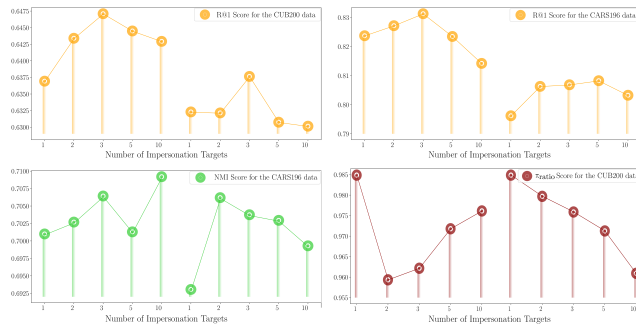 R@1 Score for the CUB200 data
0.6475
0.6450
0.6425
0.6400
0.6375
0.6350
0.6325
0.6300
1 2 3 5 10 1 2 3 5 10
Number of Impersonation Targets
R@1 Score for the CARS196 data
0.83
0.82
0.81
0.80
0.79
1 2 3 5 10 1 2 3 5 10
Number of Impersonation Targets
NMI Score for the CARS196 data
0.7100
0.7075
0.7050
0.7025
0.7000
0.6975
0.6950
0.6925
1 2 3 5 10 1 2 3 5 10
Number of Impersonation Targets
τratio Score for the CUB200 data
0.985
0.980
0.975
0.970
0.965
0.960
0.955
1 2 3 5 10 1 2 3 5 10
Number of Impersonation Targets